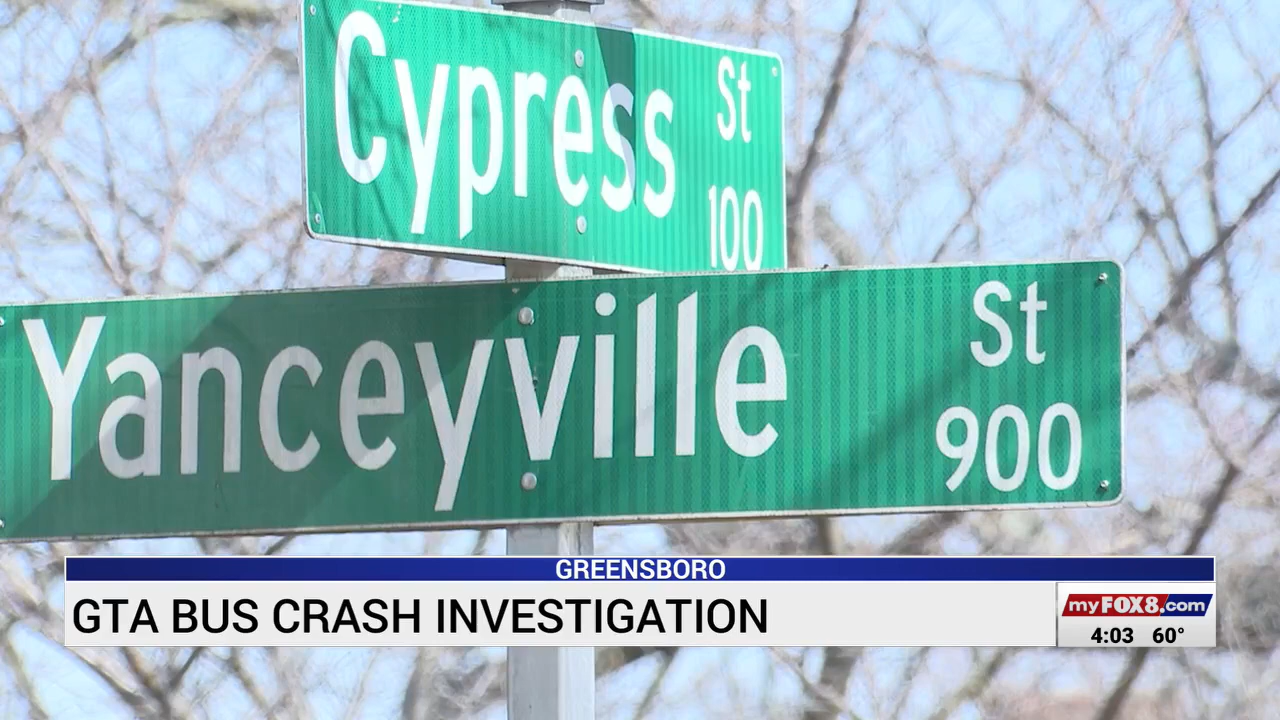 Cypress St
100
Yanceyville St
900
GREENSBORO
GTA BUS CRASH INVESTIGATION
myFOX8.com
4:03 60°